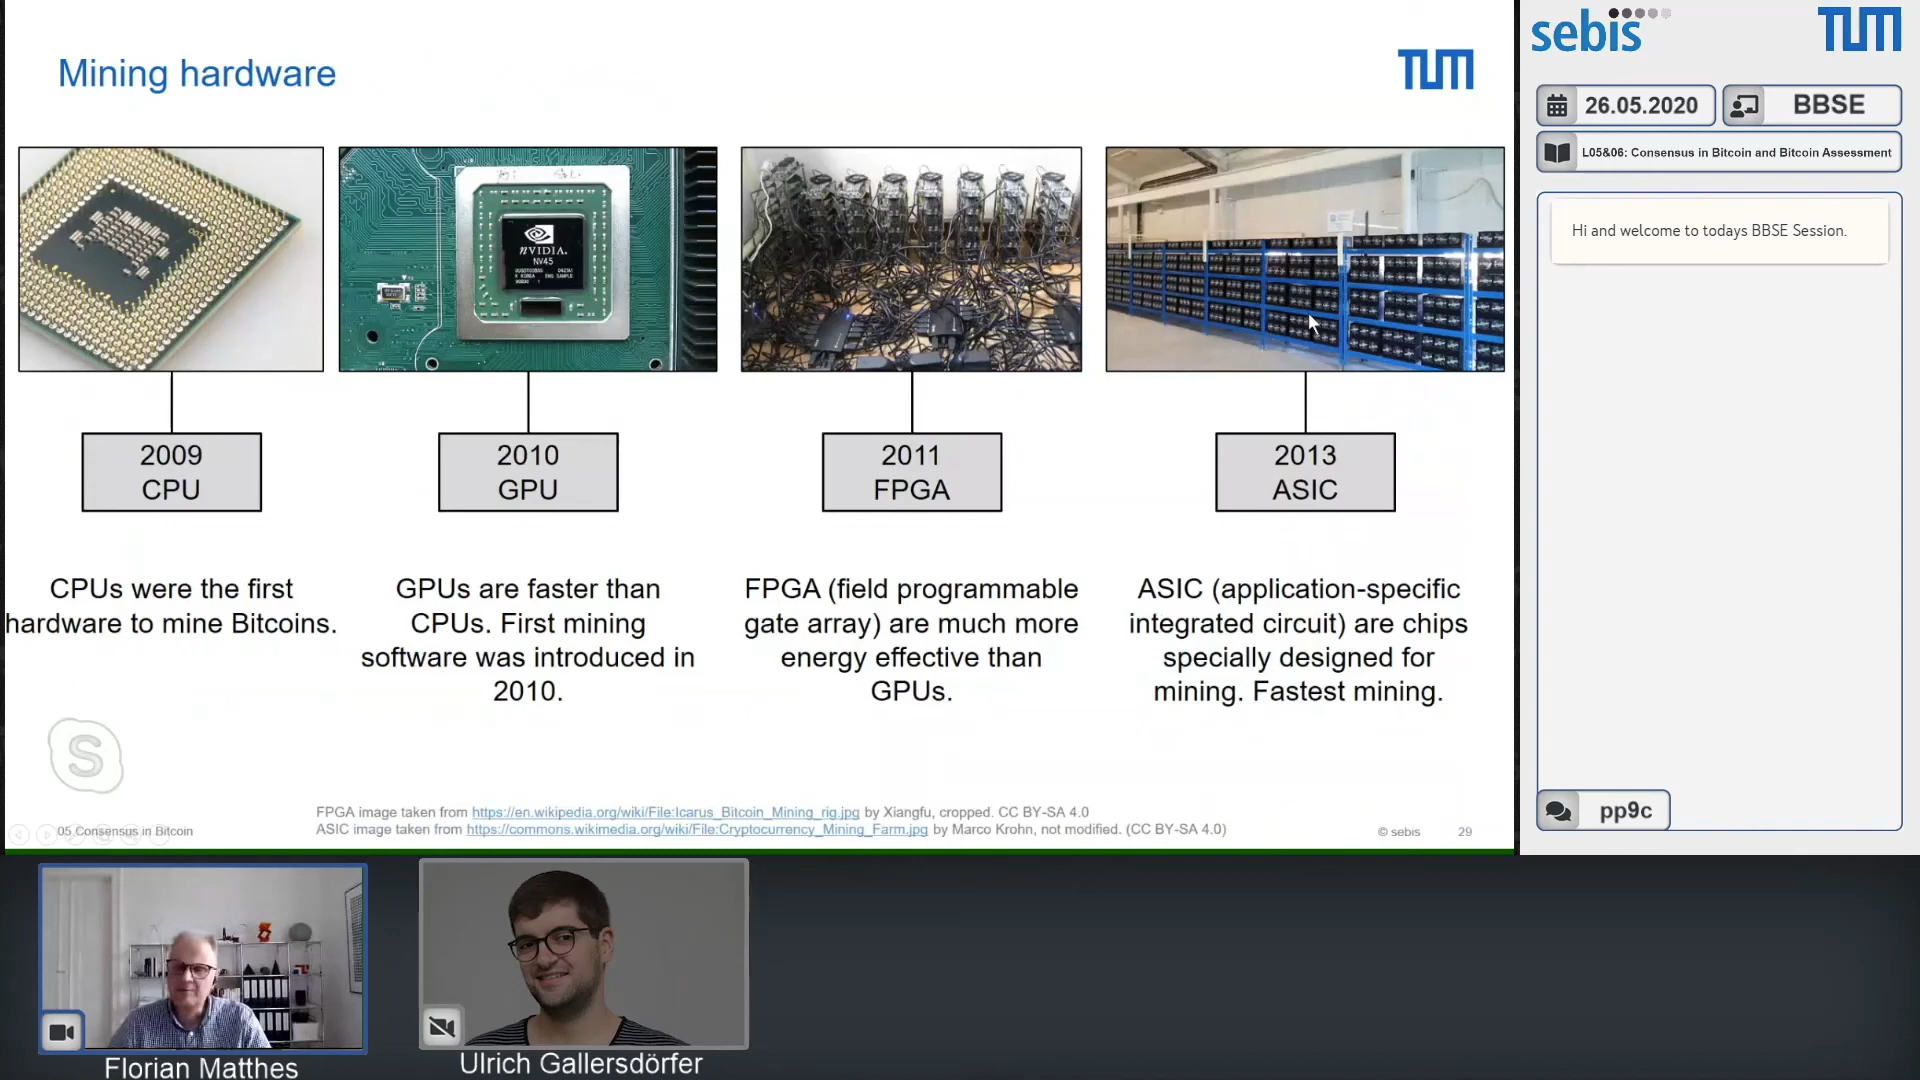 Mining hardware
TUM
nVIDIA.
NV45
2009
CPU
2010
GPU
2011
FPGA
2013
ASIC
CPUs were the first
hardware to mine Bitcoins.
GPUs are faster than
CPUs. First mining
software was introduced in
2010.
FPGA (field programmable
gate array) are much more
energy effective than
GPUs.
ASIC (application-specific
integrated circuit) are chips
specially designed for
mining. Fastest mining.
S
FPGA image taken from https://en.wikipedia.org/wiki/File:Icarus_Bitcoin_Mining_rig.jpg by Xiangfu, cropped. CC BY-SA 4.0
ASIC image taken from https://commons.wikimedia.org/wiki/File:Cryptocurrency_Mining_Farm.jpg by Marco Krohn, not modified. (CC BY-SA 4.0)
05 Consensus in Bitcoin
© sebis
29
sebis
TUM
26.05.2020
BBSE
L05&06: Consensus in Bitcoin and Bitcoin Assessment
Hi and welcome to todays BBSE Session.
pp9c
Florian Matthes
Ulrich Gallersdörfer